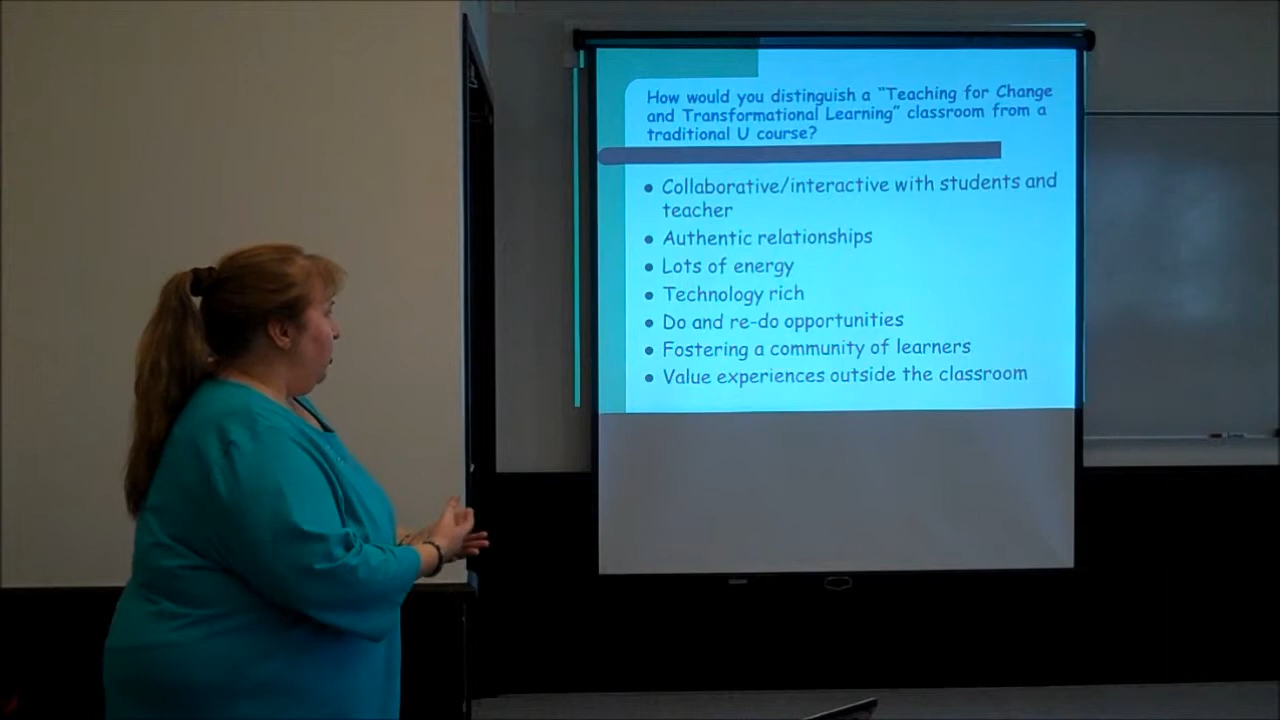 How would you distinguish a "Teaching for Change
and Transformational Learning" classroom from a
traditional U course?
• Collaborative/interactive with students and
teacher
• Authentic relationships
• Lots of energy
• Technology rich
• Do and re-do opportunities
• Fostering a community of learners
• Value experiences outside the classroom